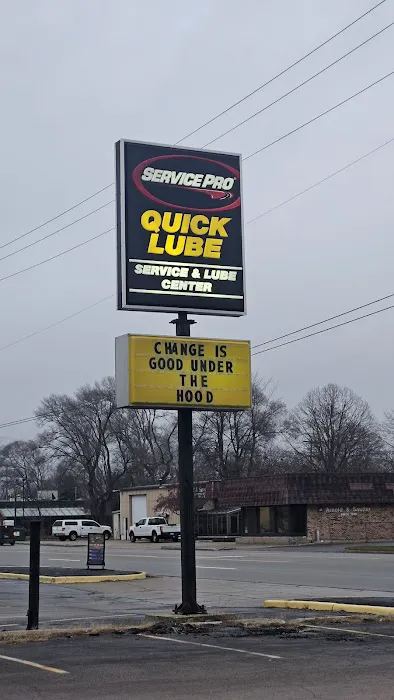 SERVICE PRO
QUICK
LUBE
SERVICE & LUBE
CENTER
CHANGE IS
GOOD UNDER
THE
HOOD